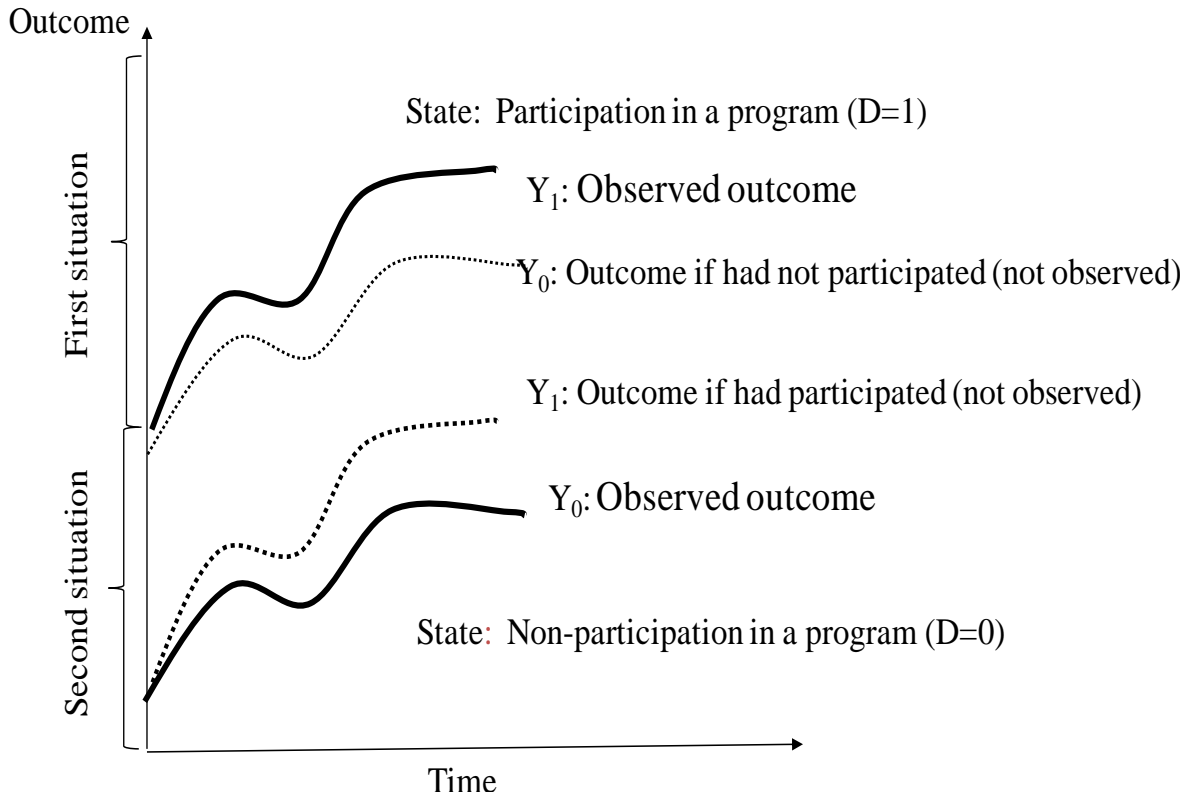 Outcome
First situation
State: Participation in a program (D=1)
Y₁: Observed outcome
Y₀: Outcome if had not participated (not observed)
Second situation
Y₁: Outcome if had participated (not observed)
Y₀: Observed outcome
State: Non-participation in a program (D=0)
Time